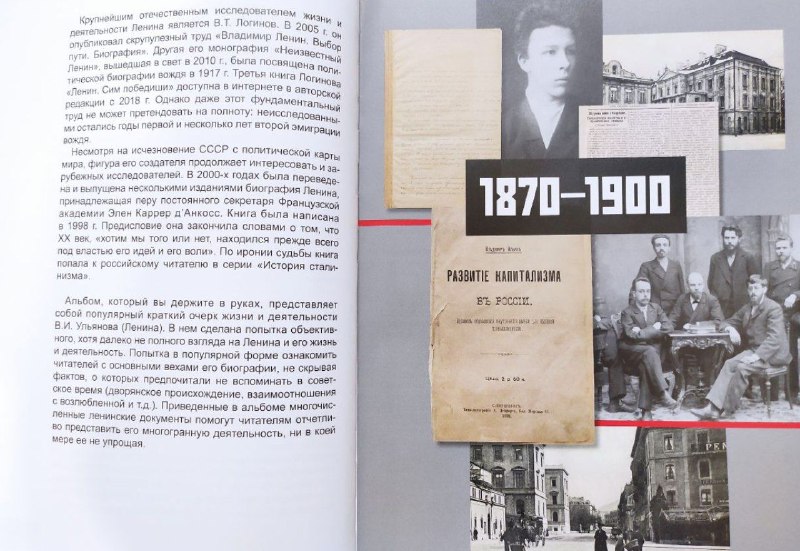 Крупнейшим отечественным исследователем жизни и
деятельности Ленина является В.Т. Логинов. В 2005 г. он
опубликовал скрупулезный труд «Владимир Ленин. Выбор
пути. Биография». Другая его монография «Неизвестный
Ленин», вышедшая в свет в 2010 г., была посвящена поли-
тической биографии вождя в 1917 г. Третья книга Логинова
«Ленин. Сим победиши» доступна в интернете в авторской
редакции с 2018 г. Однако даже этот фундаментальный
труд не может претендовать на полноту: неисследованны-
ми остались годы первой и несколько лет второй эмиграции
вождя.
Несмотря на исчезновение СССР с политической карты
мира, фигура его создателя продолжает интересовать и за-
рубежных исследователей. В 2000-х годах была переведе-
на и выпущена несколькими изданиями биография Ленина,
принадлежащая перу постоянного секретаря Французской
академии Элен Каррер д'Анкосс. Книга была написана
в 1998 г. Предисловие она закончила словами о том, что
XX век, «хотим мы того или нет, находился прежде всего
под властью его идей и его воли». По иронии судьбы книга
попала к российскому читателю в серии «История стали-
низма».
Альбом, который вы держите в руках, представляет
собой популярный краткий очерк жизни и деятельности
В.И. Ульянова (Ленина). В нем сделана попытка объектив-
ного, хотя далеко не полного взгляда на Ленина и его жизнь
и деятельность. Попытка в популярной форме ознакомить
читателей с основными вехами его биографии, не скрывая
фактов, о которых предпочитали не вспоминать в совет-
ское время (дворянское происхождение, взаимоотношения
с возлюбленной и т.д.). Приведенные в альбоме многочис-
ленные ленинские документы помогут читателям отчетли-
во представить его многогранную деятельность, ни в коей
мере ее не упрощая.
1870–1900
РАЗВИТІЕ КАПИТАЛИЗМА
ВЪ РОССІИ.
Цѣна 2 р. 50 к.